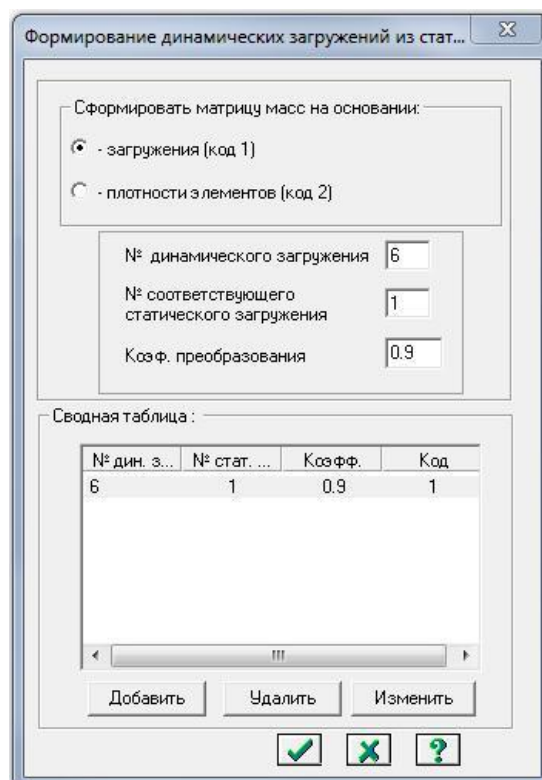 Формирование динамических загружений из стат...
Сформировать матрицу масс на основании:
- загружения (код 1)
- плотности элементов (код 2)
№ динамического загружения 6
№ соответствующего
статического загружения 1
Коэф. преобразования 0.9
Сводная таблица :
№ дин. з... № стат. ... Коэфф. Код
6 1 0.9 1
Добавить Удалить Изменить